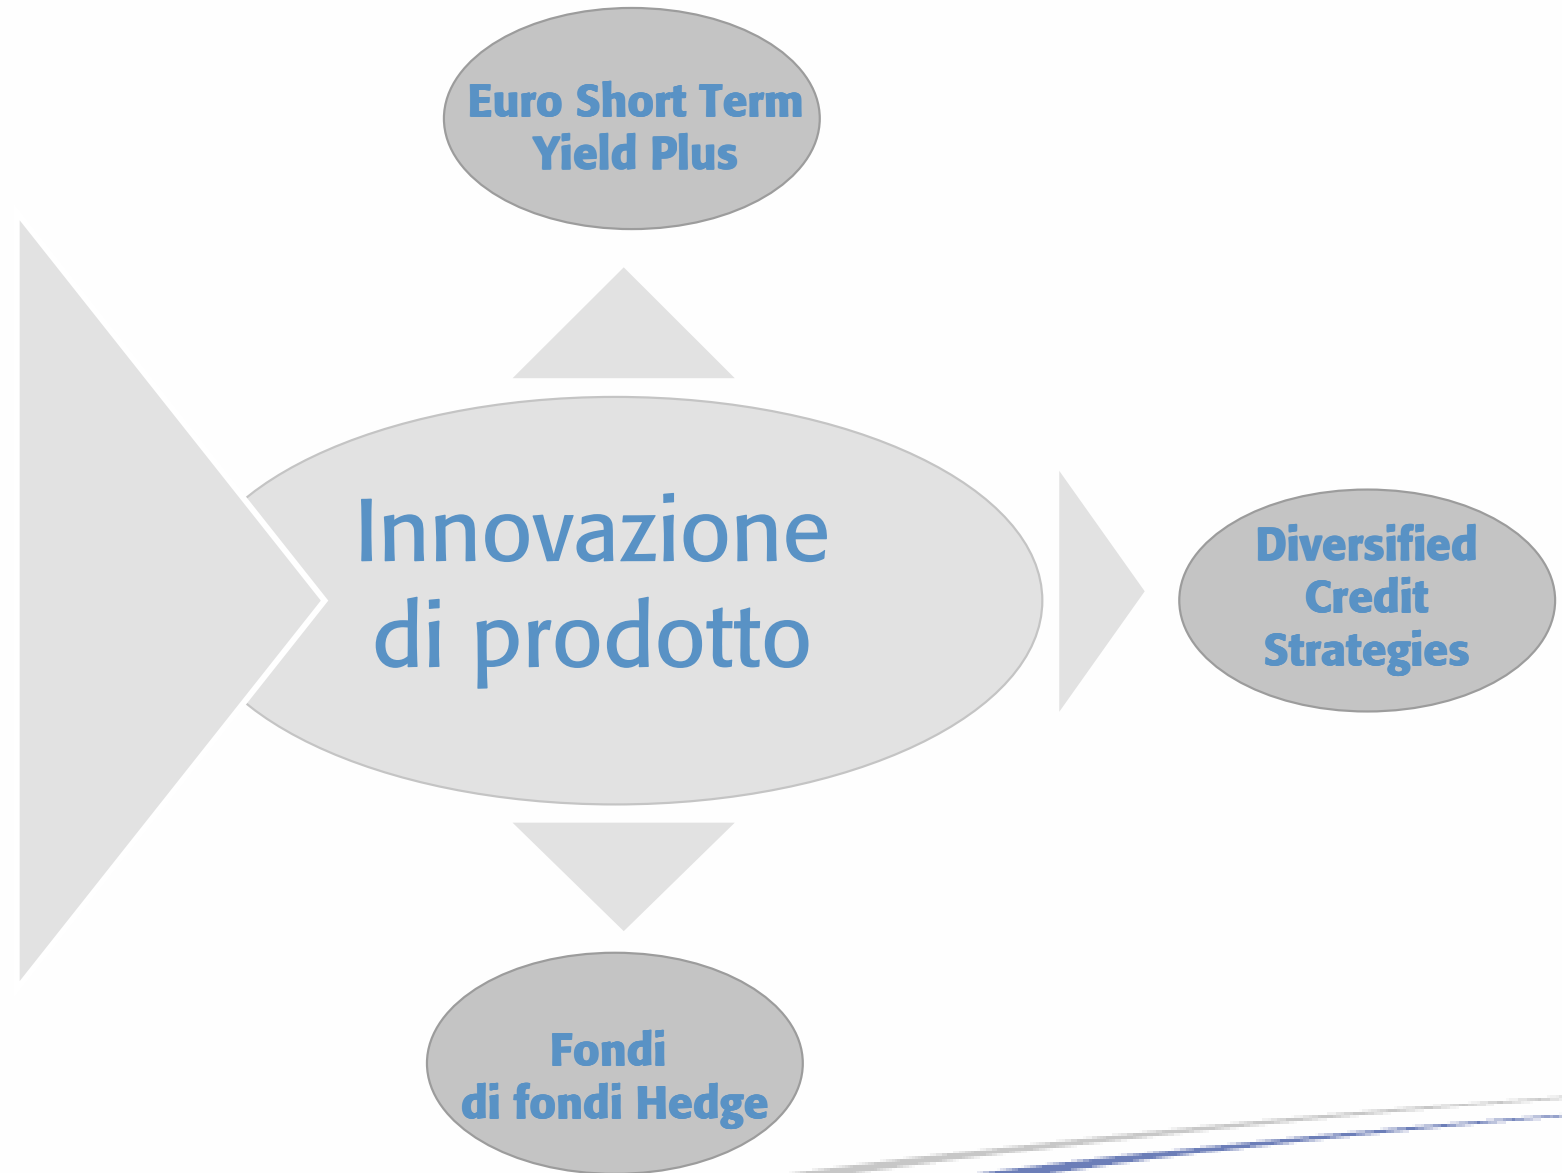 Euro Short Term
Yield Plus
Innovazione
di prodotto
Diversified
Credit
Strategies
Fondi
di fondi Hedge